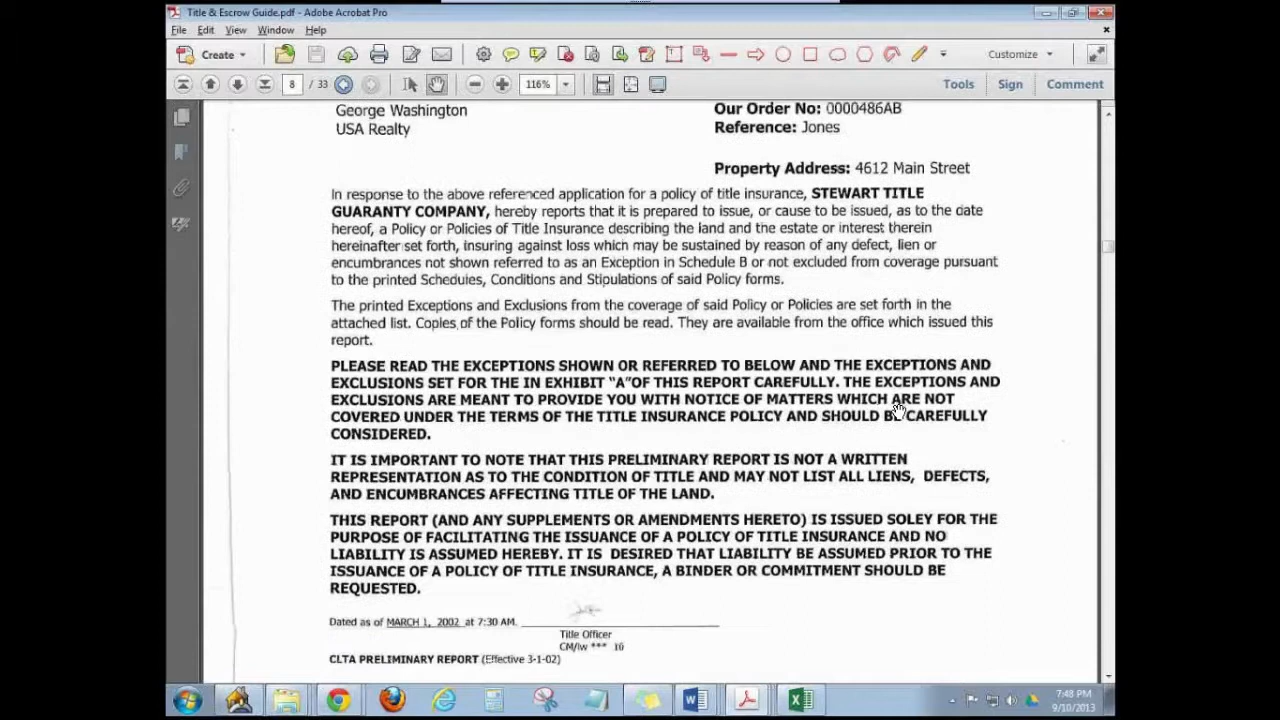 Title & Escrow Guide.pdf - Adobe Acrobat Pro
File Edit View Window Help
Create
Customize
8 / 33
116%
Tools Sign Comment
George Washington
USA Realty
Our Order No: 0000486AB
Reference: Jones
Property Address: 4612 Main Street
In response to the above referenced application for a policy of title insurance, STEWART TITLE
GUARANTY COMPANY, hereby reports that it is prepared to issue, or cause to be issued, as to the date
hereof, a Policy or Policies of Title Insurance describing the land and the estate or interest therein
hereinafter set forth, insuring against loss which may be sustained by reason of any defect, lien or
encumbrances not shown referred to as an Exception in Schedule B or not excluded from coverage pursuant
to the printed Schedules, Conditions and Stipulations of said Policy forms.
The printed Exceptions and Exclusions from the coverage of said Policy or Policies are set forth in the
attached list. Copies of the Policy forms should be read. They are available from the office which issued this
report.
PLEASE READ THE EXCEPTIONS SHOWN OR REFERRED TO BELOW AND THE EXCEPTIONS AND
EXCLUSIONS SET FOR THE IN EXHIBIT “A”OF THIS REPORT CAREFULLY. THE EXCEPTIONS AND
EXCLUSIONS ARE MEANT TO PROVIDE YOU WITH NOTICE OF MATTERS WHICH ARE NOT
COVERED UNDER THE TERMS OF THE TITLE INSURANCE POLICY AND SHOULD BE CAREFULLY
CONSIDERED.
IT IS IMPORTANT TO NOTE THAT THIS PRELIMINARY REPORT IS NOT A WRITTEN
REPRESENTATION AS TO THE CONDITION OF TITLE AND MAY NOT LIST ALL LIENS, DEFECTS,
AND ENCUMBRANCES AFFECTING TITLE OF THE LAND.
THIS REPORT (AND ANY SUPPLEMENTS OR AMENDMENTS HERETO) IS ISSUED SOLEY FOR THE
PURPOSE OF FACILITATING THE ISSUANCE OF A POLICY OF TITLE INSURANCE AND NO
LIABILITY IS ASSUMED HEREBY. IT IS DESIRED THAT LIABILITY BE ASSUMED PRIOR TO THE
ISSUANCE OF A POLICY OF TITLE INSURANCE, A BINDER OR COMMITMENT SHOULD BE
REQUESTED.
Dated as of MARCH 1, 2002 at 7:30 AM.
Title Officer
CM/lw *** 10
CLTA PRELIMINARY REPORT (Effective 3-1-02)
7:48 PM
9/10/2013